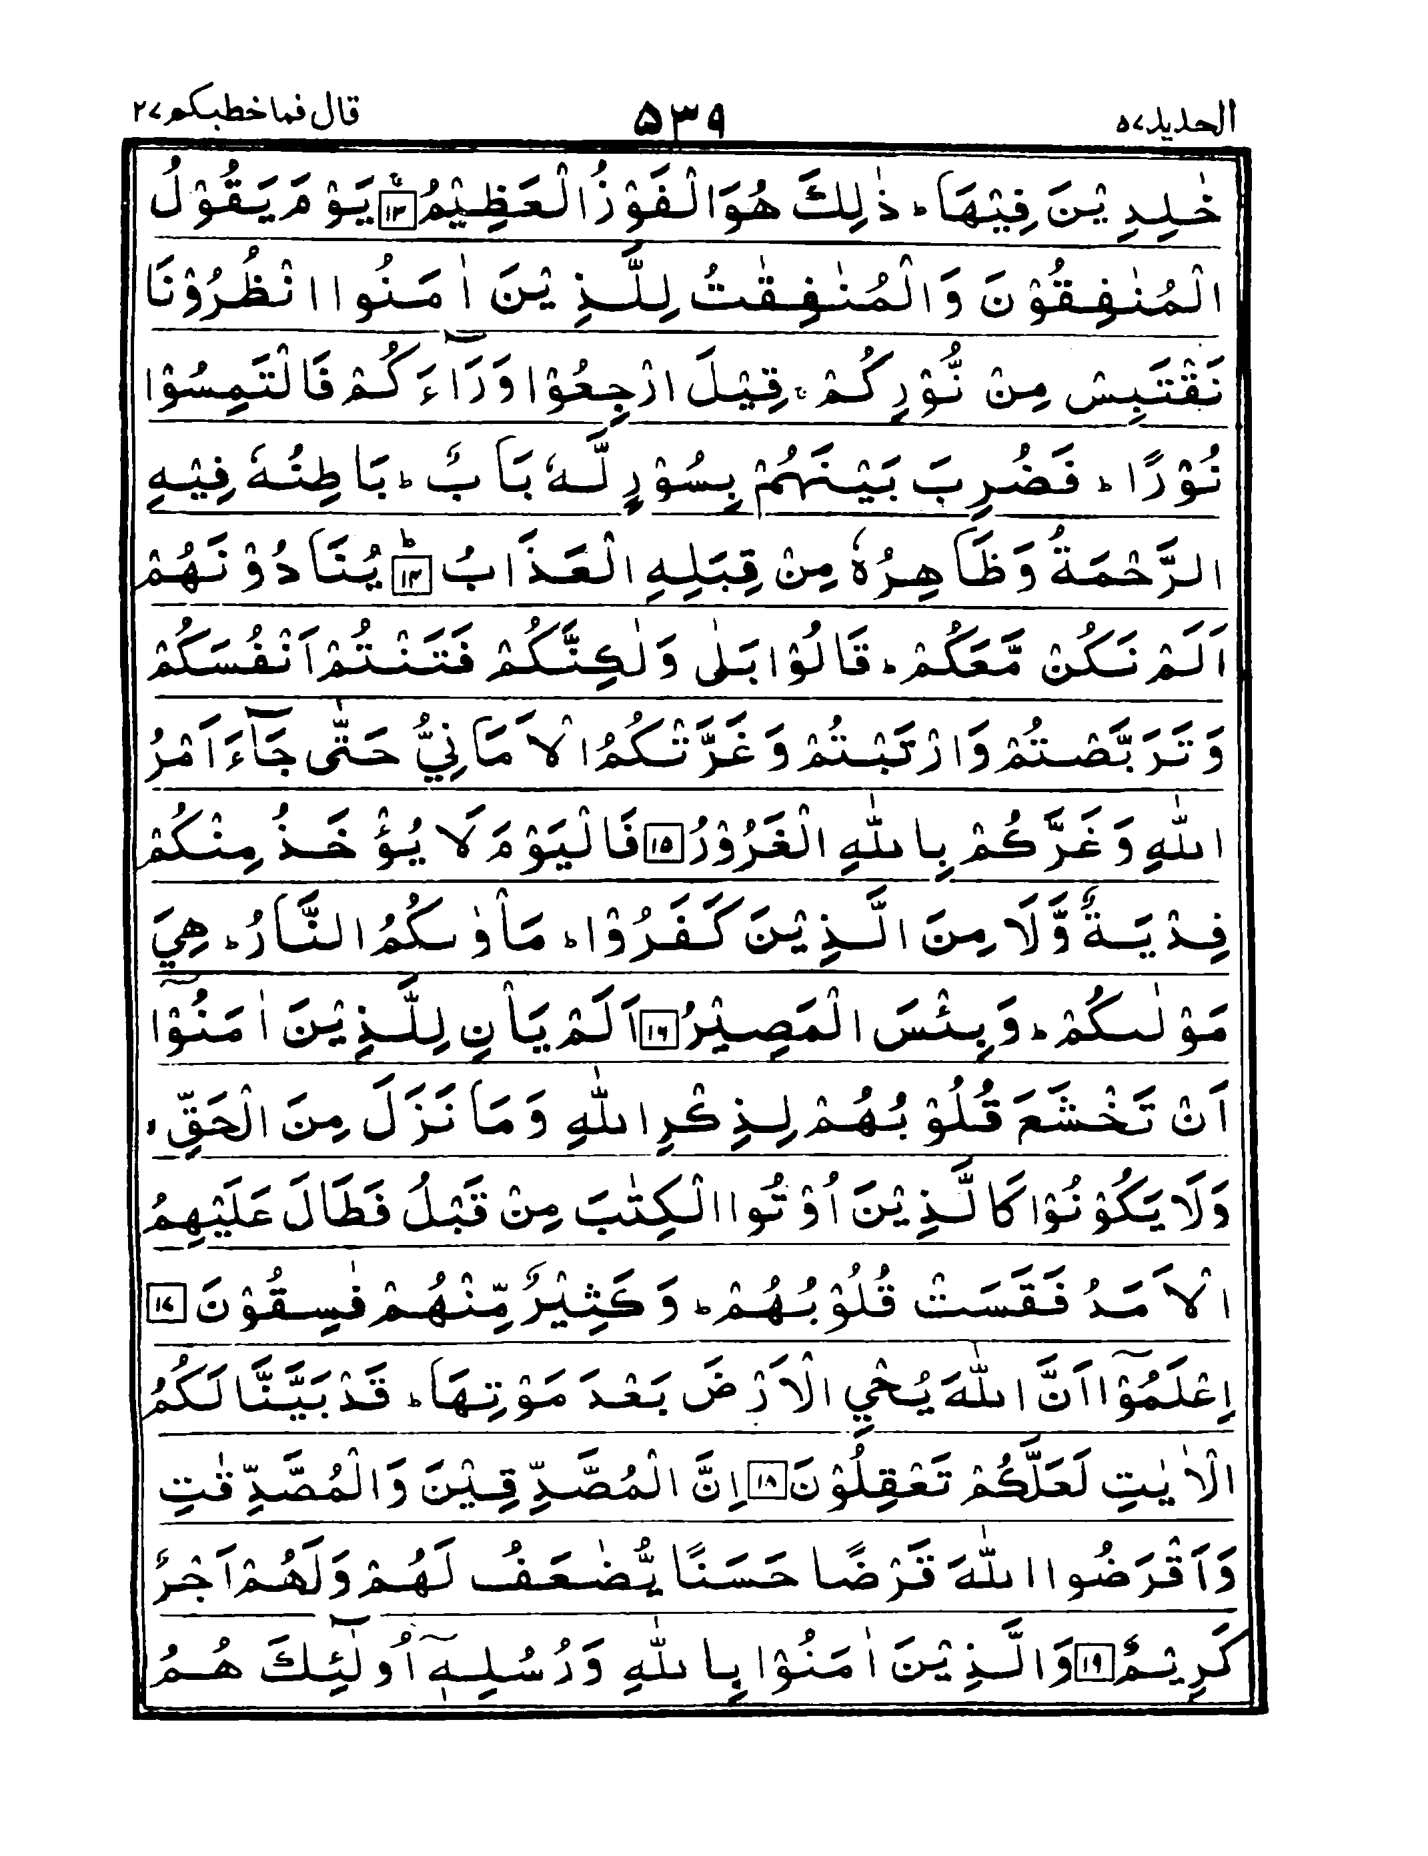 الحدید ۵۷ ۵۳۹ قال فما خطبکم ۲۷
خٰلِدِيْنَ فِيْهَا ؕ ذٰلِكَ هُوَ الْفَوْزُ الْعَظِيْمُ ۱۳ يَوْمَ يَقُوْلُ
الْمُنٰفِقُوْنَ وَالْمُنٰفِقٰتُ لِلَّذِيْنَ اٰمَنُوا انْظُرُوْنَا
نَقْتَبِسْ مِنْ نُّوْرِكُمْ ۚ قِيْلَ ارْجِعُوْا وَرَآءَكُمْ فَالْتَمِسُوْا
نُوْرًا ؕ فَضُرِبَ بَيْنَهُمْ بِسُوْرٍ لَّهٗ بَابٌ ؕ بَاطِنُهٗ فِيْهِ
الرَّحْمَةُ وَظَاهِرُهٗ مِنْ قِبَلِهِ الْعَذَابُ ؕ ۱۴ يُنَادُوْنَهُمْ
اَلَمْ نَكُنْ مَّعَكُمْ ؕ قَالُوْا بَلٰى وَلٰكِنَّكُمْ فَتَنْتُمْ اَنْفُسَكُمْ
وَتَرَبَّصْتُمْ وَارْتَبْتُمْ وَغَرَّتْكُمُ الْاَمَانِيُّ حَتّٰى جَآءَ اَمْرُ
اللّٰهِ وَغَرَّكُمْ بِاللّٰهِ الْغَرُوْرُ ۱۵ فَالْيَوْمَ لَا يُؤْخَذُ مِنْكُمْ
فِدْيَةٌ وَّلَا مِنَ الَّذِيْنَ كَفَرُوْا ؕ مَاْوٰىكُمُ النَّارُ ؕ هِيَ
مَوْلٰىكُمْ ؕ وَبِئْسَ الْمَصِيْرُ ۱۶ اَلَمْ يَاْنِ لِلَّذِيْنَ اٰمَنُوْٓا
اَنْ تَخْشَعَ قُلُوْبُهُمْ لِذِكْرِ اللّٰهِ وَمَا نَزَلَ مِنَ الْحَقِّ ۙ
وَلَا يَكُوْنُوْا كَالَّذِيْنَ اُوْتُوا الْكِتٰبَ مِنْ قَبْلُ فَطَالَ عَلَيْهِمُ
الْاَمَدُ فَقَسَتْ قُلُوْبُهُمْ ؕ وَكَثِيْرٌ مِّنْهُمْ فٰسِقُوْنَ ۱۷
اِعْلَمُوْٓا اَنَّ اللّٰهَ يُحْيِ الْاَرْضَ بَعْدَ مَوْتِهَا ؕ قَدْ بَيَّنَّا لَكُمُ
الْاٰيٰتِ لَعَلَّكُمْ تَعْقِلُوْنَ ۱۸ اِنَّ الْمُصَّدِّقِيْنَ وَالْمُصَّدِّقٰتِ
وَاَقْرَضُوا اللّٰهَ قَرْضًا حَسَنًا يُّضٰعَفُ لَهُمْ وَلَهُمْ اَجْرٌ
كَرِيْمٌ ۱۹ وَالَّذِيْنَ اٰمَنُوْا بِاللّٰهِ وَرُسُلِهٖٓ اُولٰٓئِكَ هُمُ